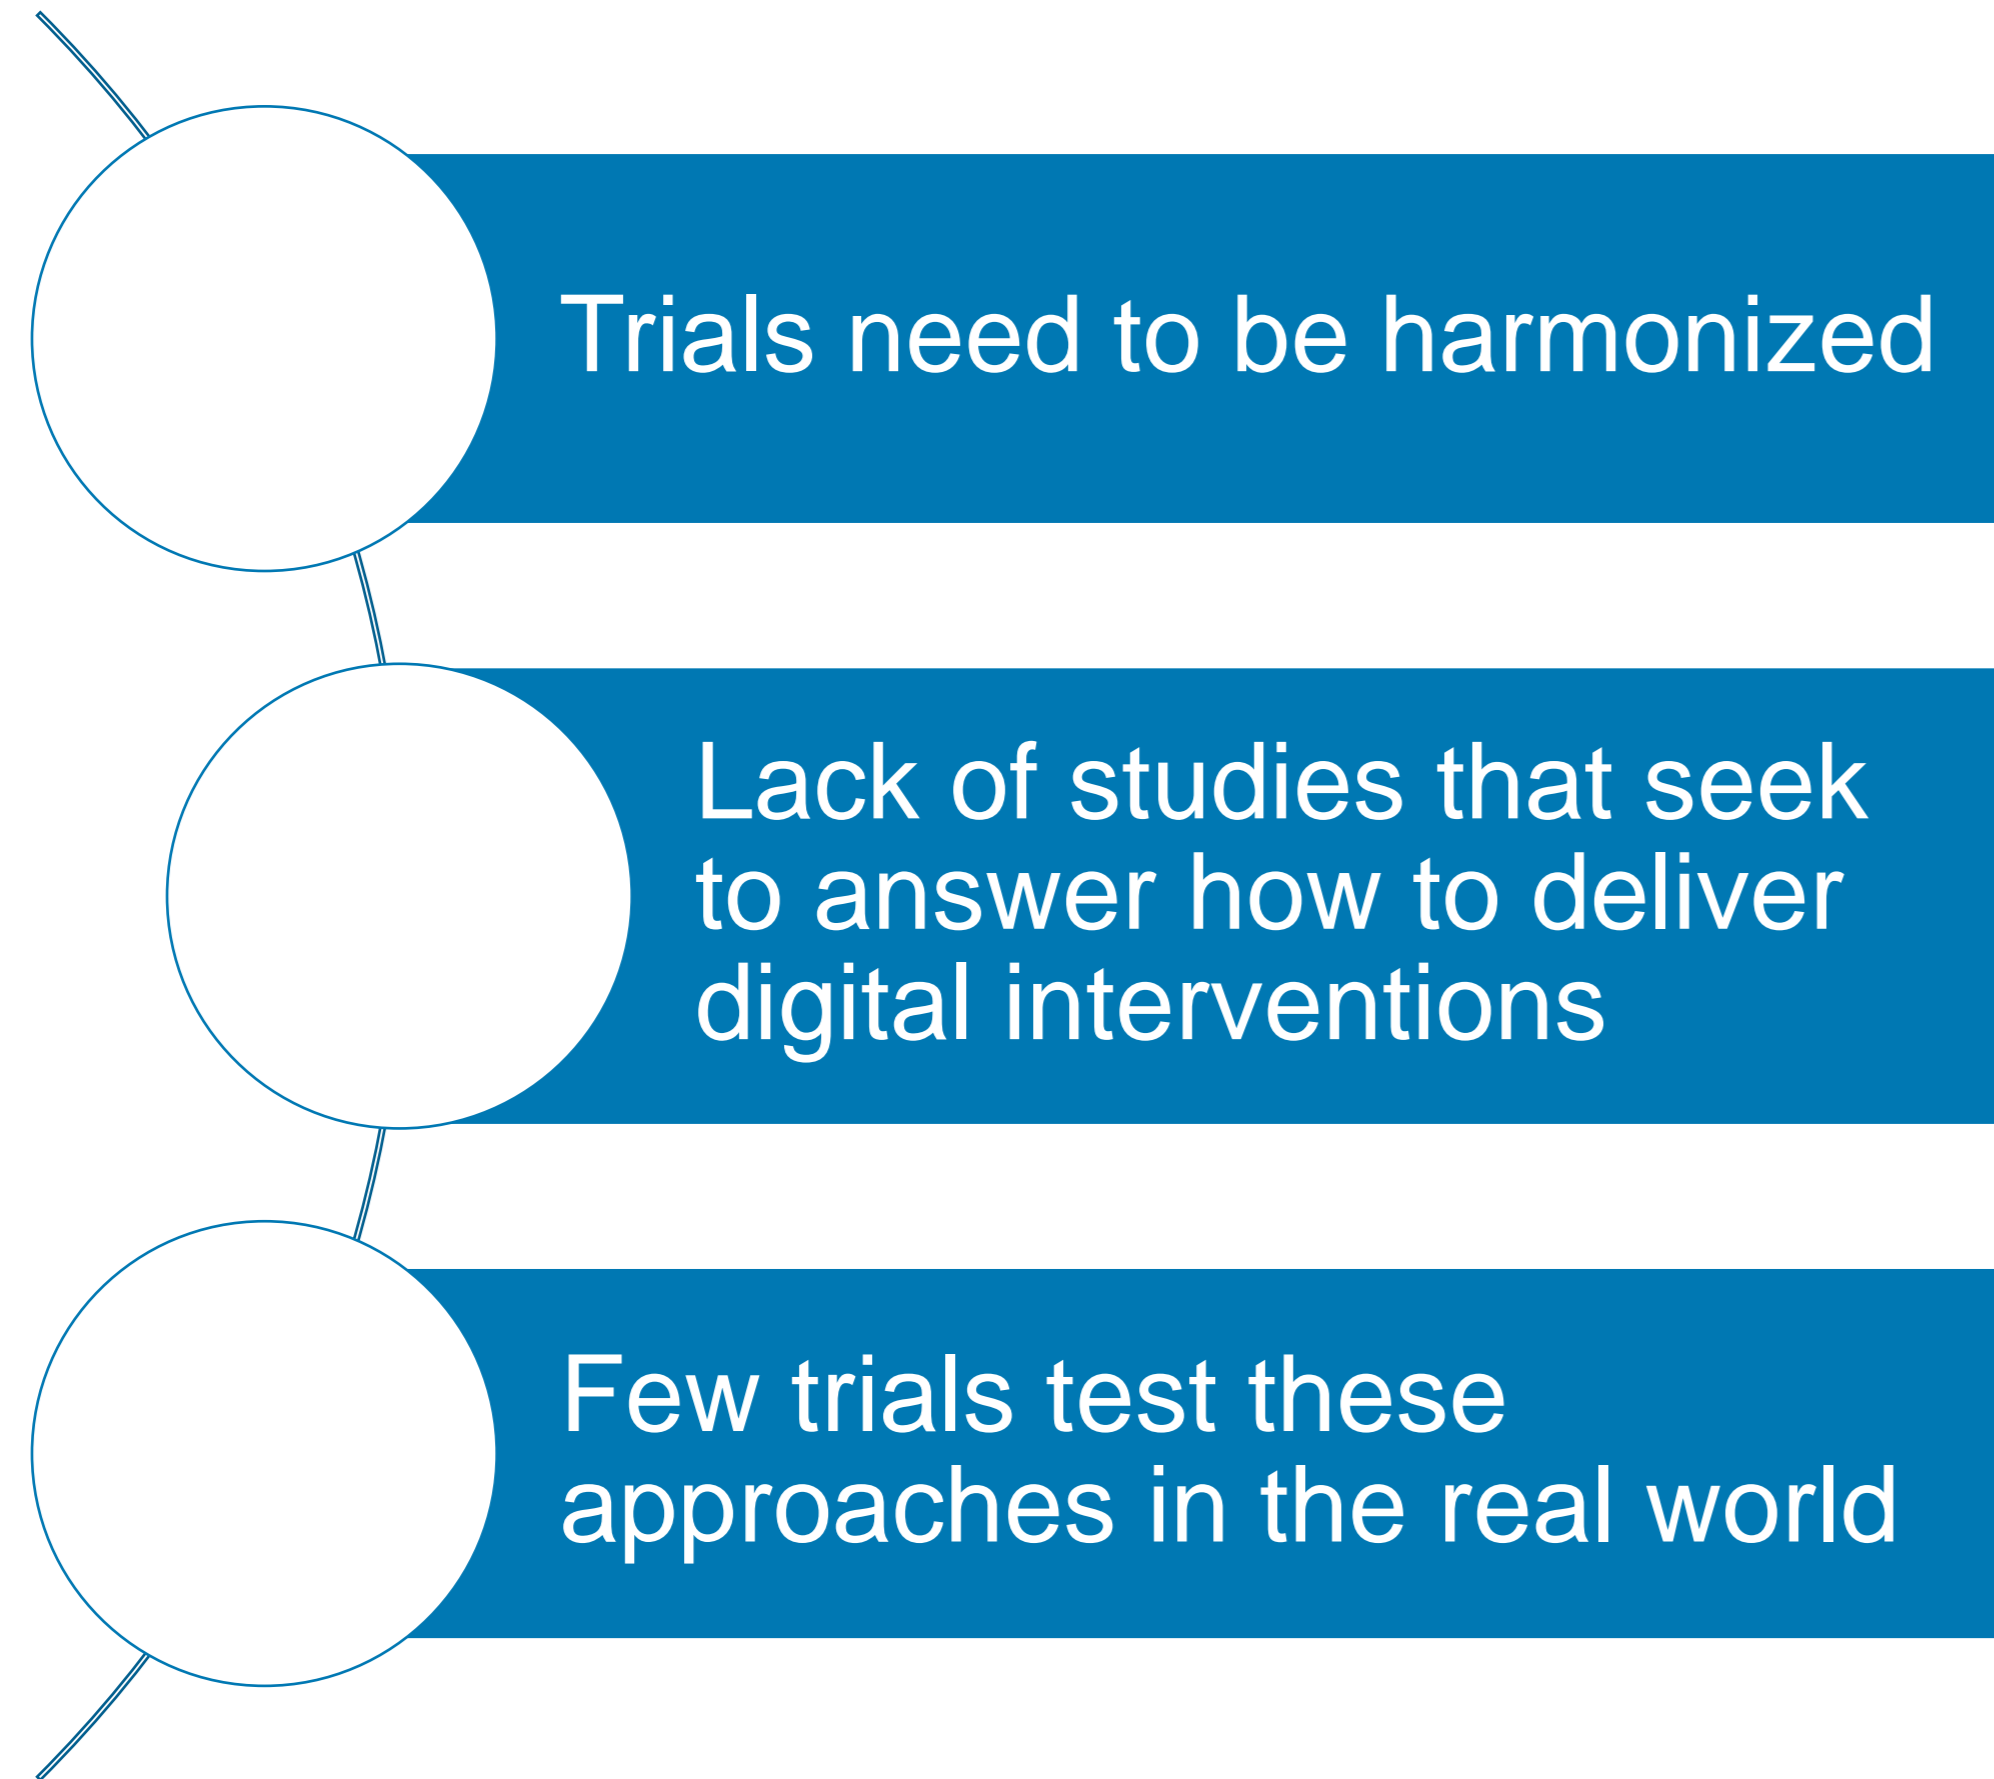 Trials need to be harmonized
Lack of studies that seek
to answer how to deliver
digital interventions
Few trials test these
approaches in the real world